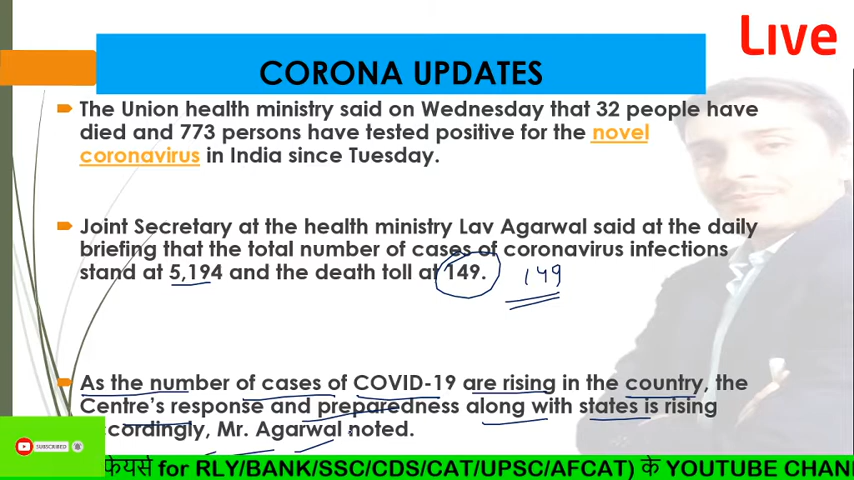 Live
CORONA UPDATES
The Union health ministry said on Wednesday that 32 people have
died and 773 persons have tested positive for the novel
coronavirus in India since Tuesday.
Joint Secretary at the health ministry Lav Agarwal said at the daily
briefing that the total number of cases of coronavirus infections
stand at 5,194 and the death toll at 149. 149
As the number of cases of COVID-19 are rising in the country, the
Centre's response and preparedness along with states is rising
ccordingly, Mr. Agarwal noted.
SUBSCRIBED
फेयर्स for RLY/BANK/SSC/CDS/CAT/UPSC/AFCAT) के YOUTUBE CHAN